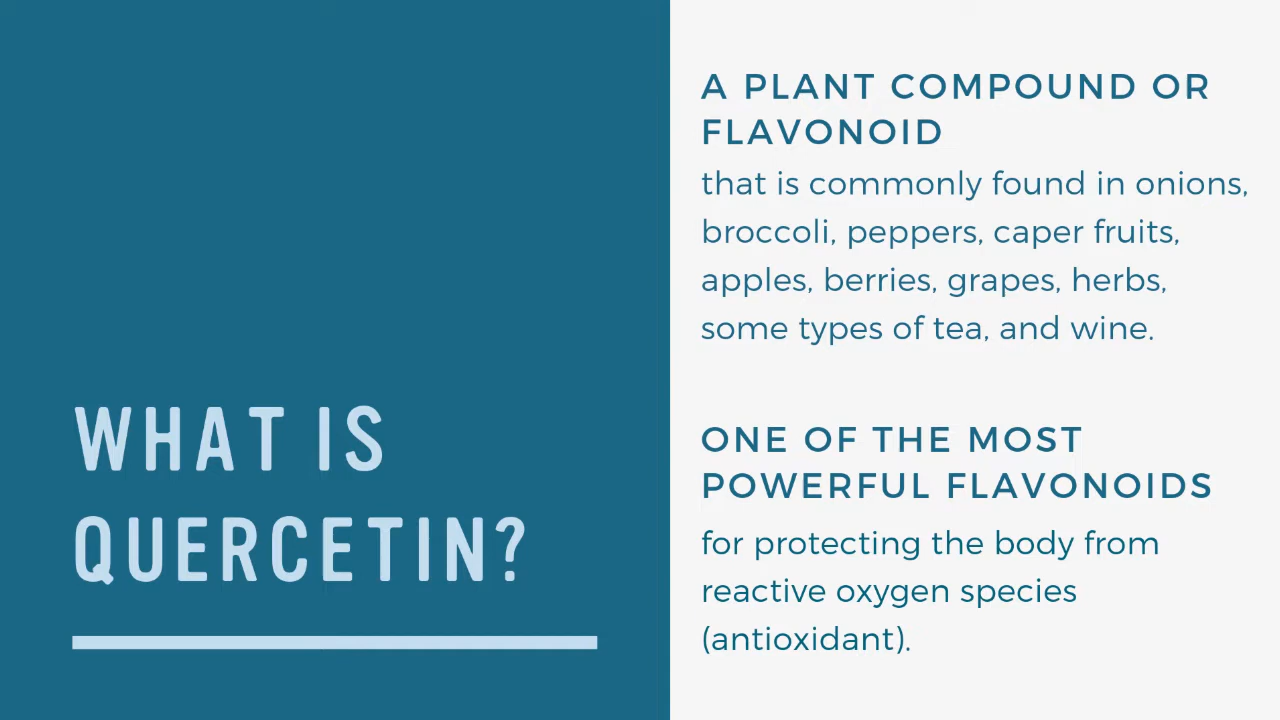 WHAT IS
QUERCETIN?
A PLANT COMPOUND OR
FLAVONOID
that is commonly found in onions,
broccoli, peppers, caper fruits,
apples, berries, grapes, herbs,
some types of tea, and wine.
ONE OF THE MOST
POWERFUL FLAVONOIDS
for protecting the body from
reactive oxygen species
(antioxidant).